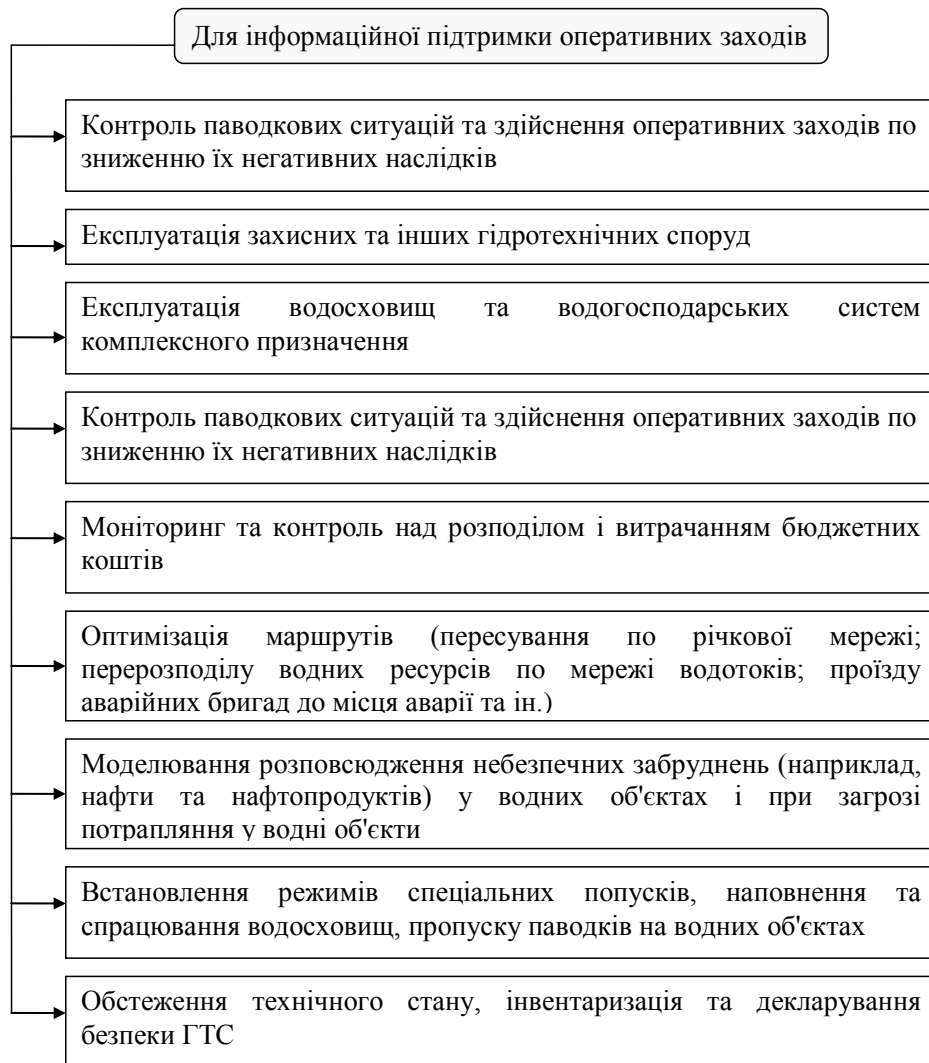 Для інформаційної підтримки оперативних заходів
Контроль паводкових ситуацій та здійснення оперативних заходів по
зниженню їх негативних наслідків
Експлуатація захисних та інших гідротехнічних споруд
Експлуатація водосховищ та водогосподарських систем
комплексного призначення
Контроль паводкових ситуацій та здійснення оперативних заходів по
зниженню їх негативних наслідків
Моніторинг та контроль над розподілом і витрачанням бюджетних
коштів
Оптимізація маршрутів (пересування по річкової мережі;
перерозподілу водних ресурсів по мережі водотоків; проїзду
аварійних бригад до місця аварії та ін.)
Моделювання розповсюдження небезпечних забруднень (наприклад,
нафти та нафтопродуктів) у водних об'єктах і при загрозі
потрапляння у водні об'єкти
Встановлення режимів спеціальних попусків, наповнення та
спрацювання водосховищ, пропуску паводків на водних об'єктах
Обстеження технічного стану, інвентаризація та декларування
безпеки ГТС